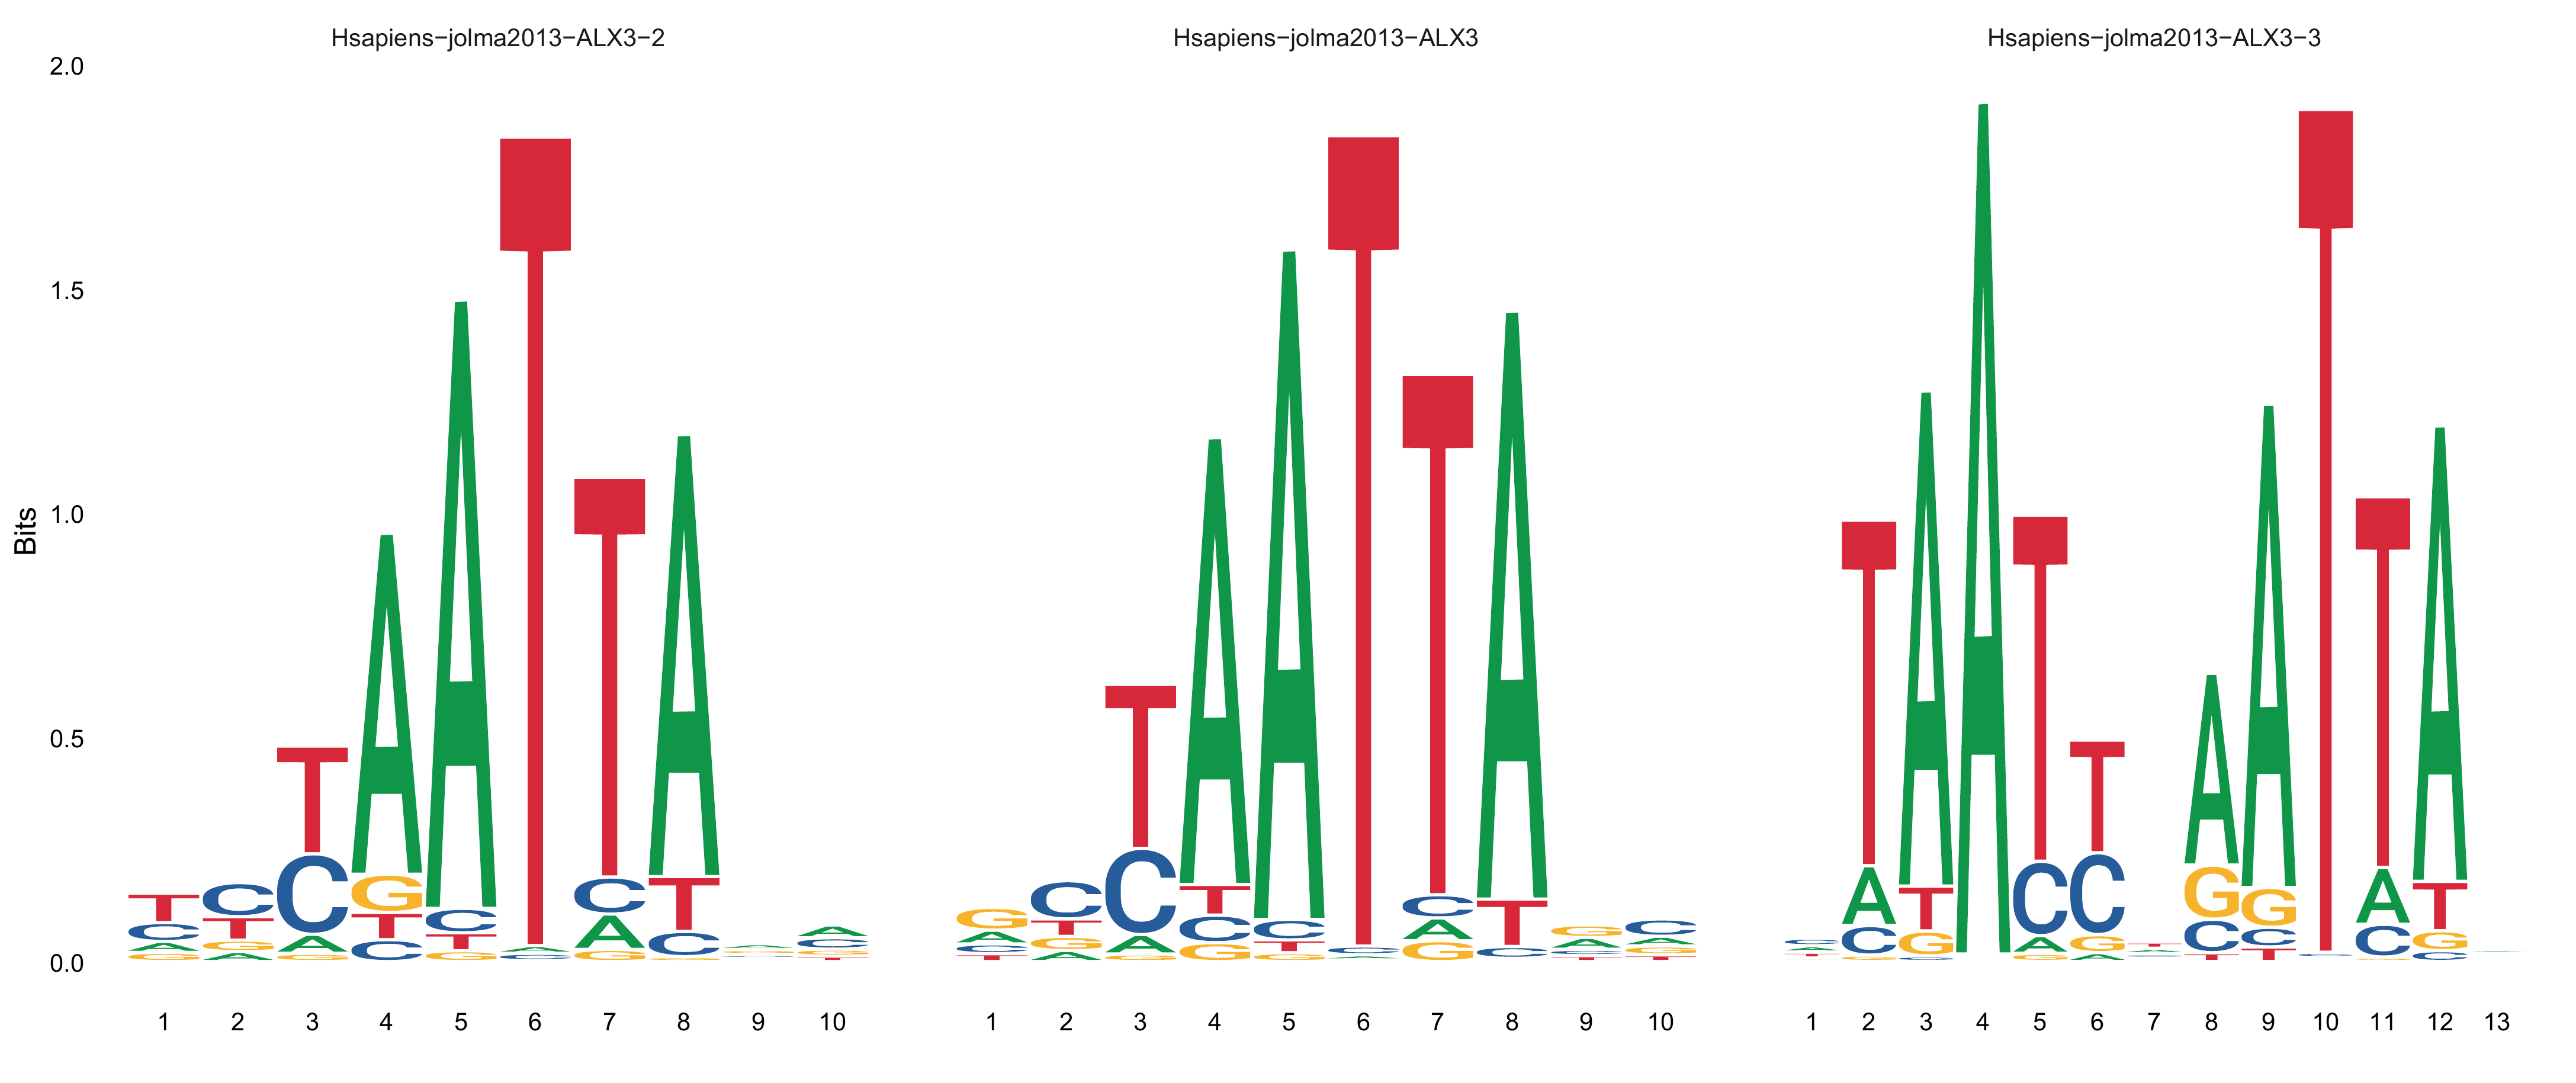 Hsapiens−jolma2013−ALX3−2
Hsapiens−jolma2013−ALX3
Hsapiens−jolma2013−ALX3−3
2.0
1.5
1.0
0.5
0.0
Bits
1 2 3 4 5 6 7 8 9 10
1 2 3 4 5 6 7 8 9 10
1 2 3 4 5 6 7 8 9 10 11 12 13
T C T A A T T A
C T C G C C T
A G A T T A C
G A G C G G
G C T A A T T A G C
A T C T C C T A A
C G A C T A C C G
T A G G G G T T
T A A T T A A T T A
A T C C G G A T
C G A G C C C G